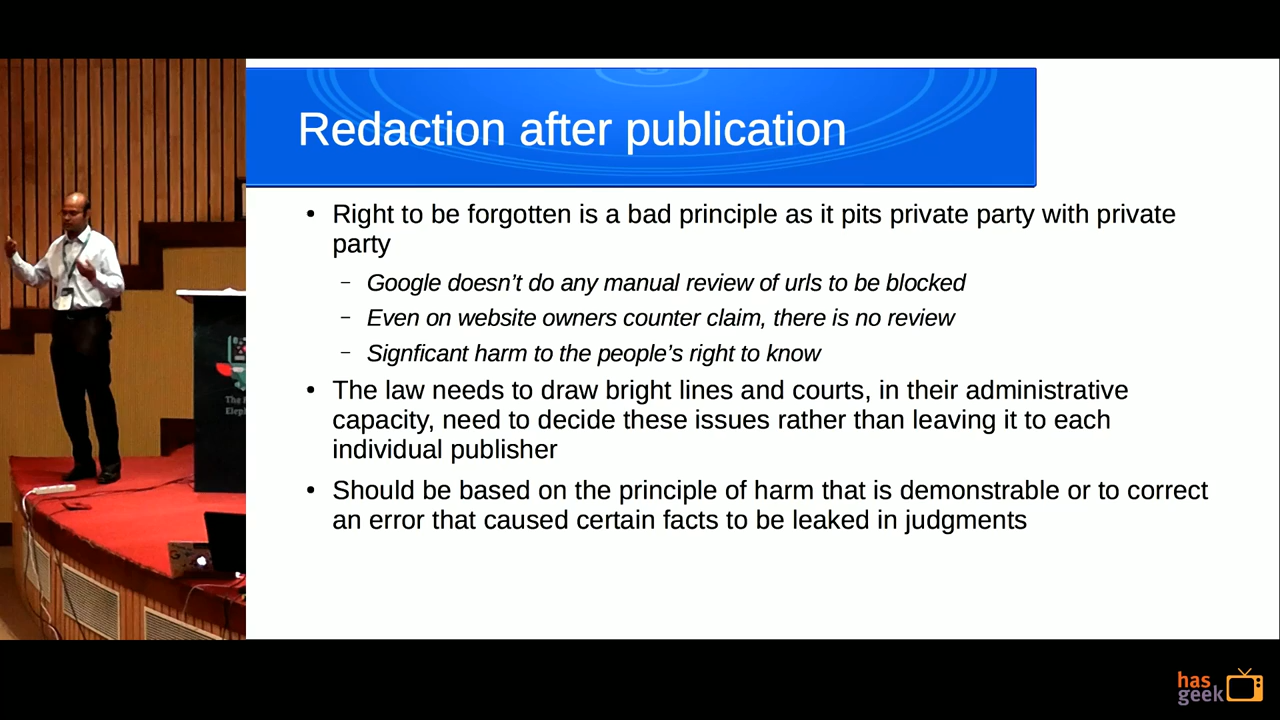 Redaction after publication
• Right to be forgotten is a bad principle as it pits private party with private
party
– Google doesn't do any manual review of urls to be blocked
– Even on website owners counter claim, there is no review
– Signficant harm to the people's right to know
• The law needs to draw bright lines and courts, in their administrative
capacity, need to decide these issues rather than leaving it to each
individual publisher
• Should be based on the principle of harm that is demonstrable or to correct
an error that caused certain facts to be leaked in judgments
The
has
geek